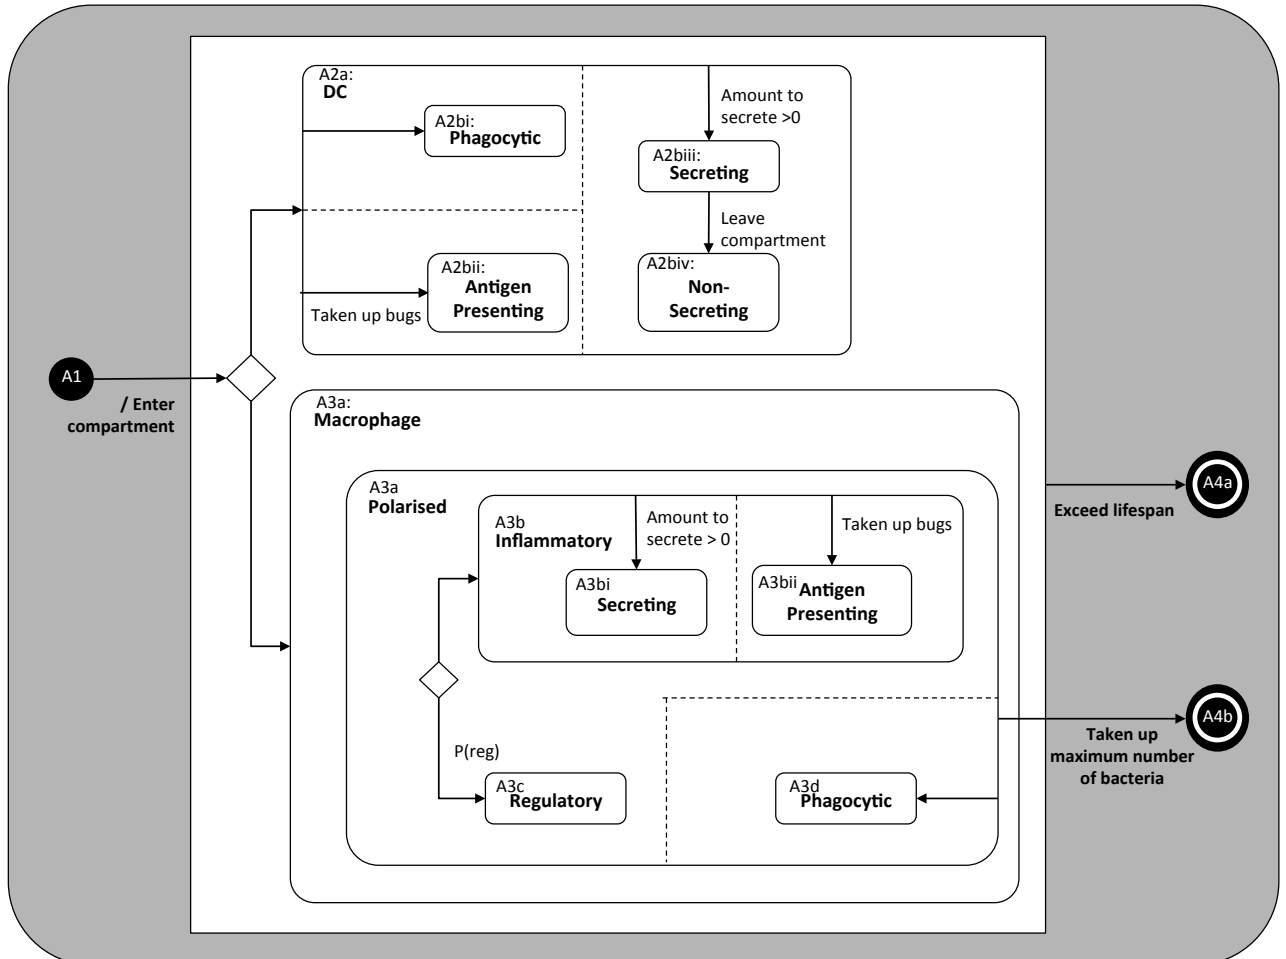 A2a:
DC
A2bi:
Phagocytic
Amount to
secrete >0
A2biii:
Secreting
Leave
compartment
A2bii:
Antigen
Presenting
Taken up bugs
A2biv:
Non-
Secreting
A1
/ Enter
compartment
A3a:
Macrophage
A3a
Polarised
A3b
Inflammatory
Amount to
secrete > 0
Taken up bugs
A3bi
Secreting
A3bii
Antigen
Presenting
P(reg)
A3c
Regulatory
A3d
Phagocytic
A4a
Exceed lifespan
A4b
Taken up
maximum number
of bacteria